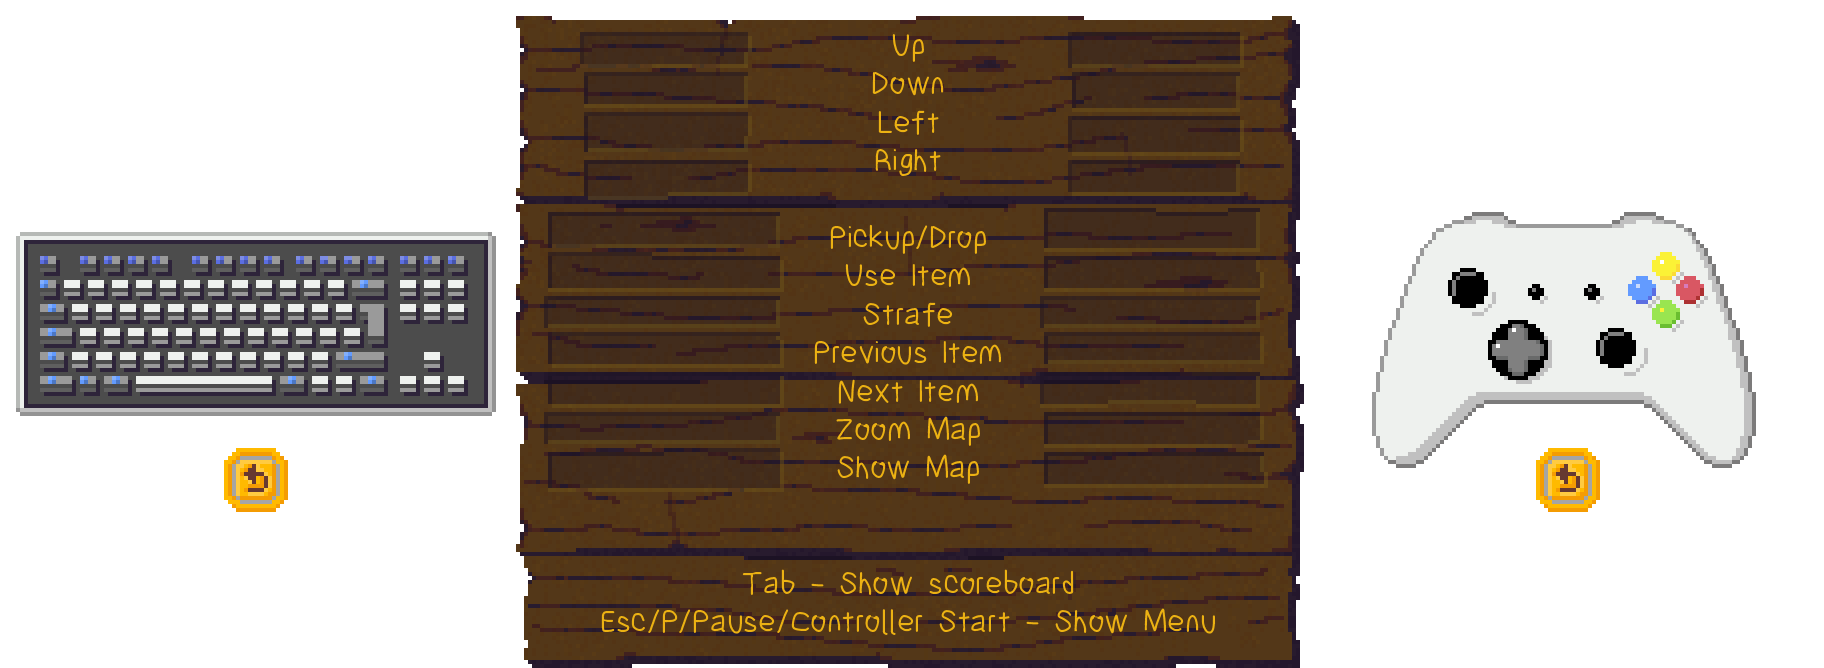 Up
Down
Left
Right
Pickup/Drop
Use Item
Strafe
Previous Item
Next Item
Zoom Map
Show Map
Tab - Show scoreboard
Esc/P/Pause/Controller Start - Show Menu